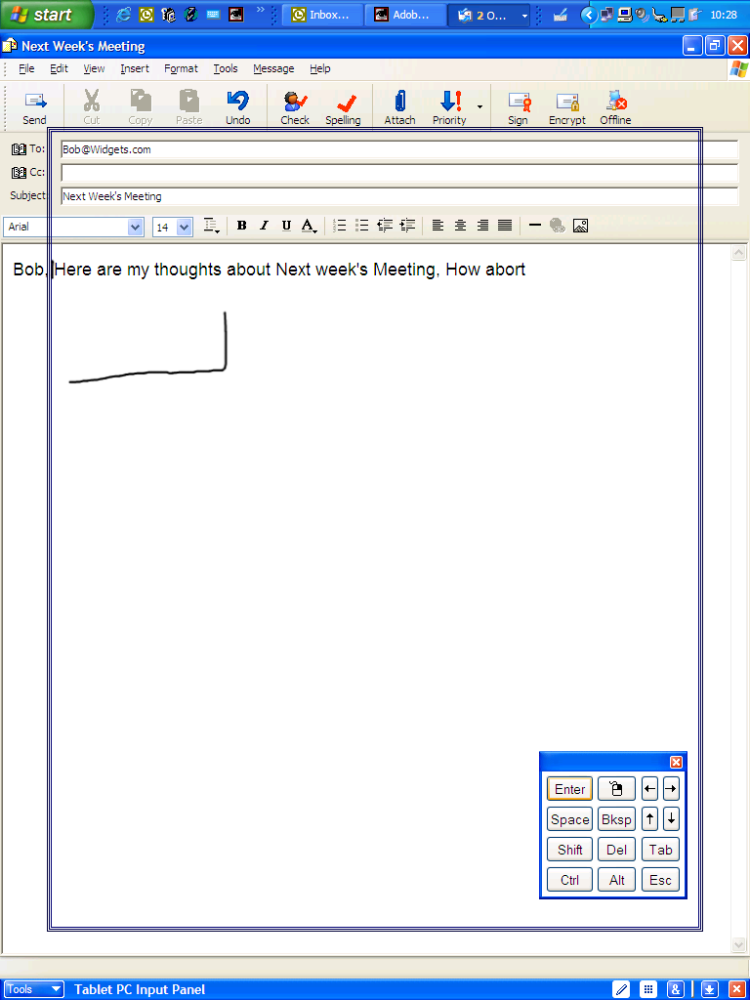 start Inbox... Adob... 2 O... 10:28
Next Week's Meeting
File Edit View Insert Format Tools Message Help
Send Cut Copy Paste Undo Check Spelling Attach Priority Sign Encrypt Offline
To: Bob@Widgets.com
Cc:
Subject Next Week's Meeting
Arial 14 B I U A
Bob, Here are my thoughts about Next week's Meeting, How abort
Enter
Space Bksp
Shift Del Tab
Ctrl Alt Esc
Tools Tablet PC Input Panel &